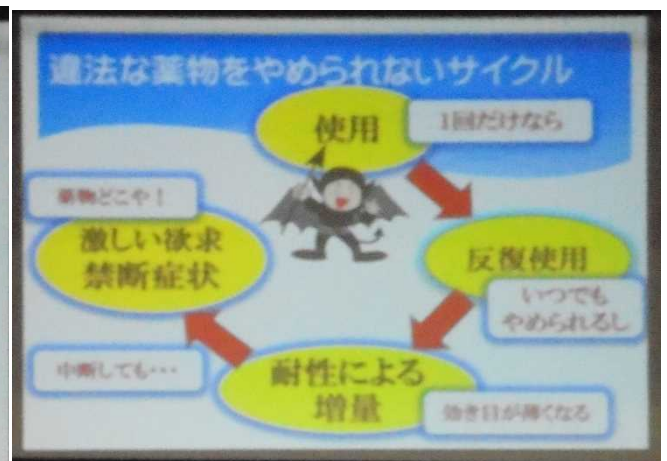 違法な薬物をやめられないサイクル
使用
1回だけなら
反復使用
いつでも
やめられるし
耐性による
増量
効き目が薄くなる
中断しても・・・
激しい欲求
禁断症状
薬物どこや！